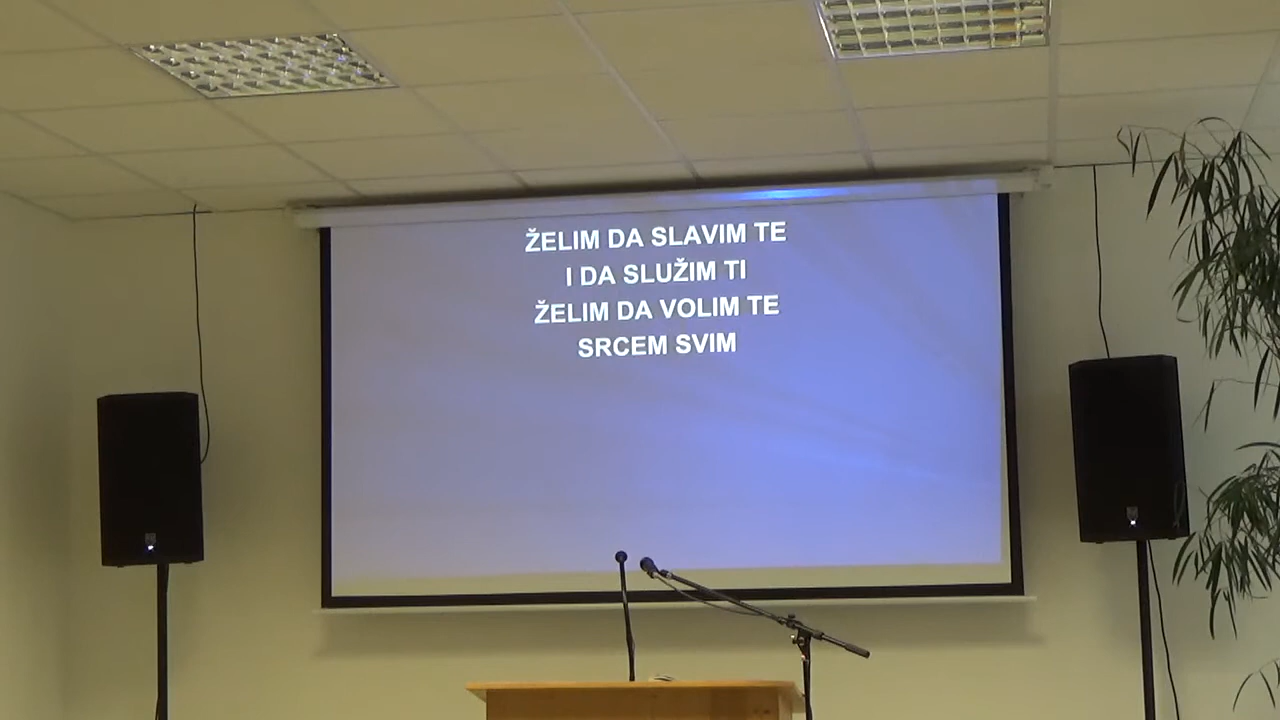 ŽELIM DA SLAVIM TE
I DA SLUŽIM TI
ŽELIM DA VOLIM TE
SRCEM SVIM